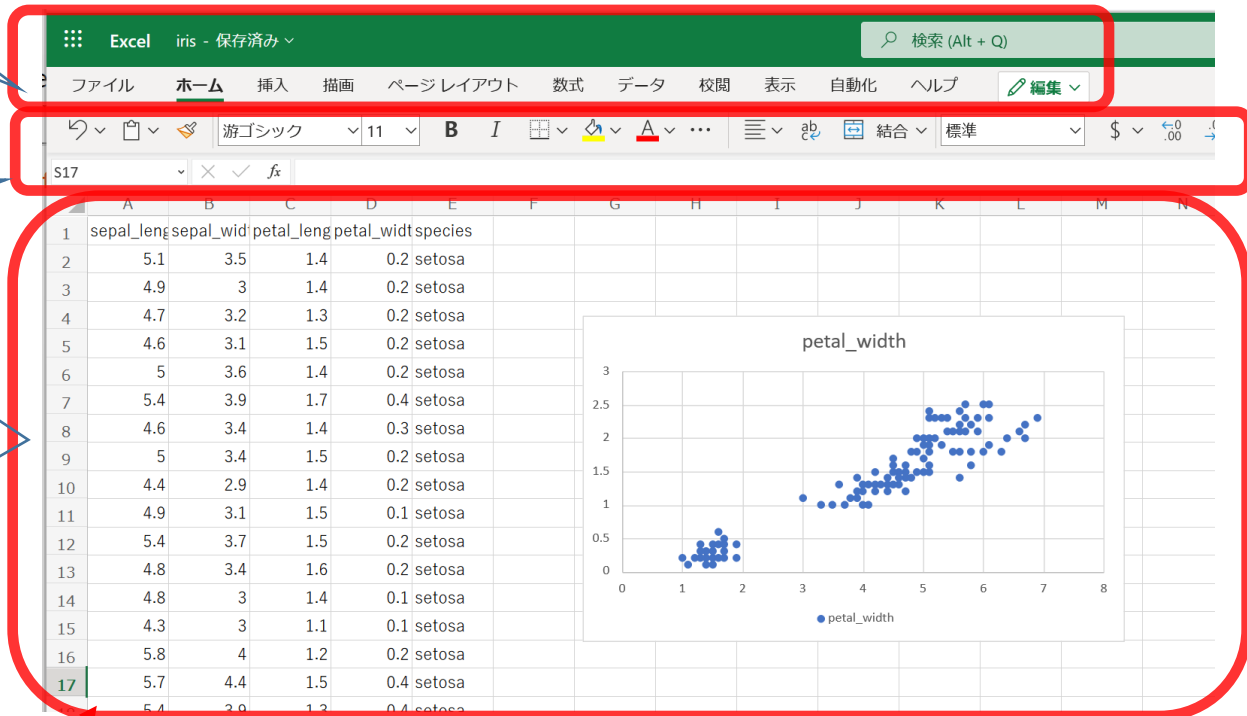 Excel iris - 保存済み 検索 (Alt + Q)
ファイル ホーム 挿入 描画 ページ レイアウト 数式 データ 校閲 表示 自動化 ヘルプ 編集
游ゴシック 11 B I A ... ab 結合 標準 $ .00
S17 fx
A B C D E F G H I J K L M N
1 sepal_leng sepal_widt petal_leng petal_widt species
2 5.1 3.5 1.4 0.2 setosa
3 4.9 3 1.4 0.2 setosa
4 4.7 3.2 1.3 0.2 setosa
5 4.6 3.1 1.5 0.2 setosa
6 5 3.6 1.4 0.2 setosa
7 5.4 3.9 1.7 0.4 setosa
8 4.6 3.4 1.4 0.3 setosa
9 5 3.4 1.5 0.2 setosa
10 4.4 2.9 1.4 0.2 setosa
11 4.9 3.1 1.5 0.1 setosa
12 5.4 3.7 1.5 0.2 setosa
13 4.8 3.4 1.6 0.2 setosa
14 4.8 3 1.4 0.1 setosa
15 4.3 3 1.1 0.1 setosa
16 5.8 4 1.2 0.2 setosa
17 5.7 4.4 1.5 0.4 setosa
5.4 3.9 1.3 0.4 setosa
petal_width
3
2.5
2
1.5
1
0.5
0
0 1 2 3 4 5 6 7 8
petal_width